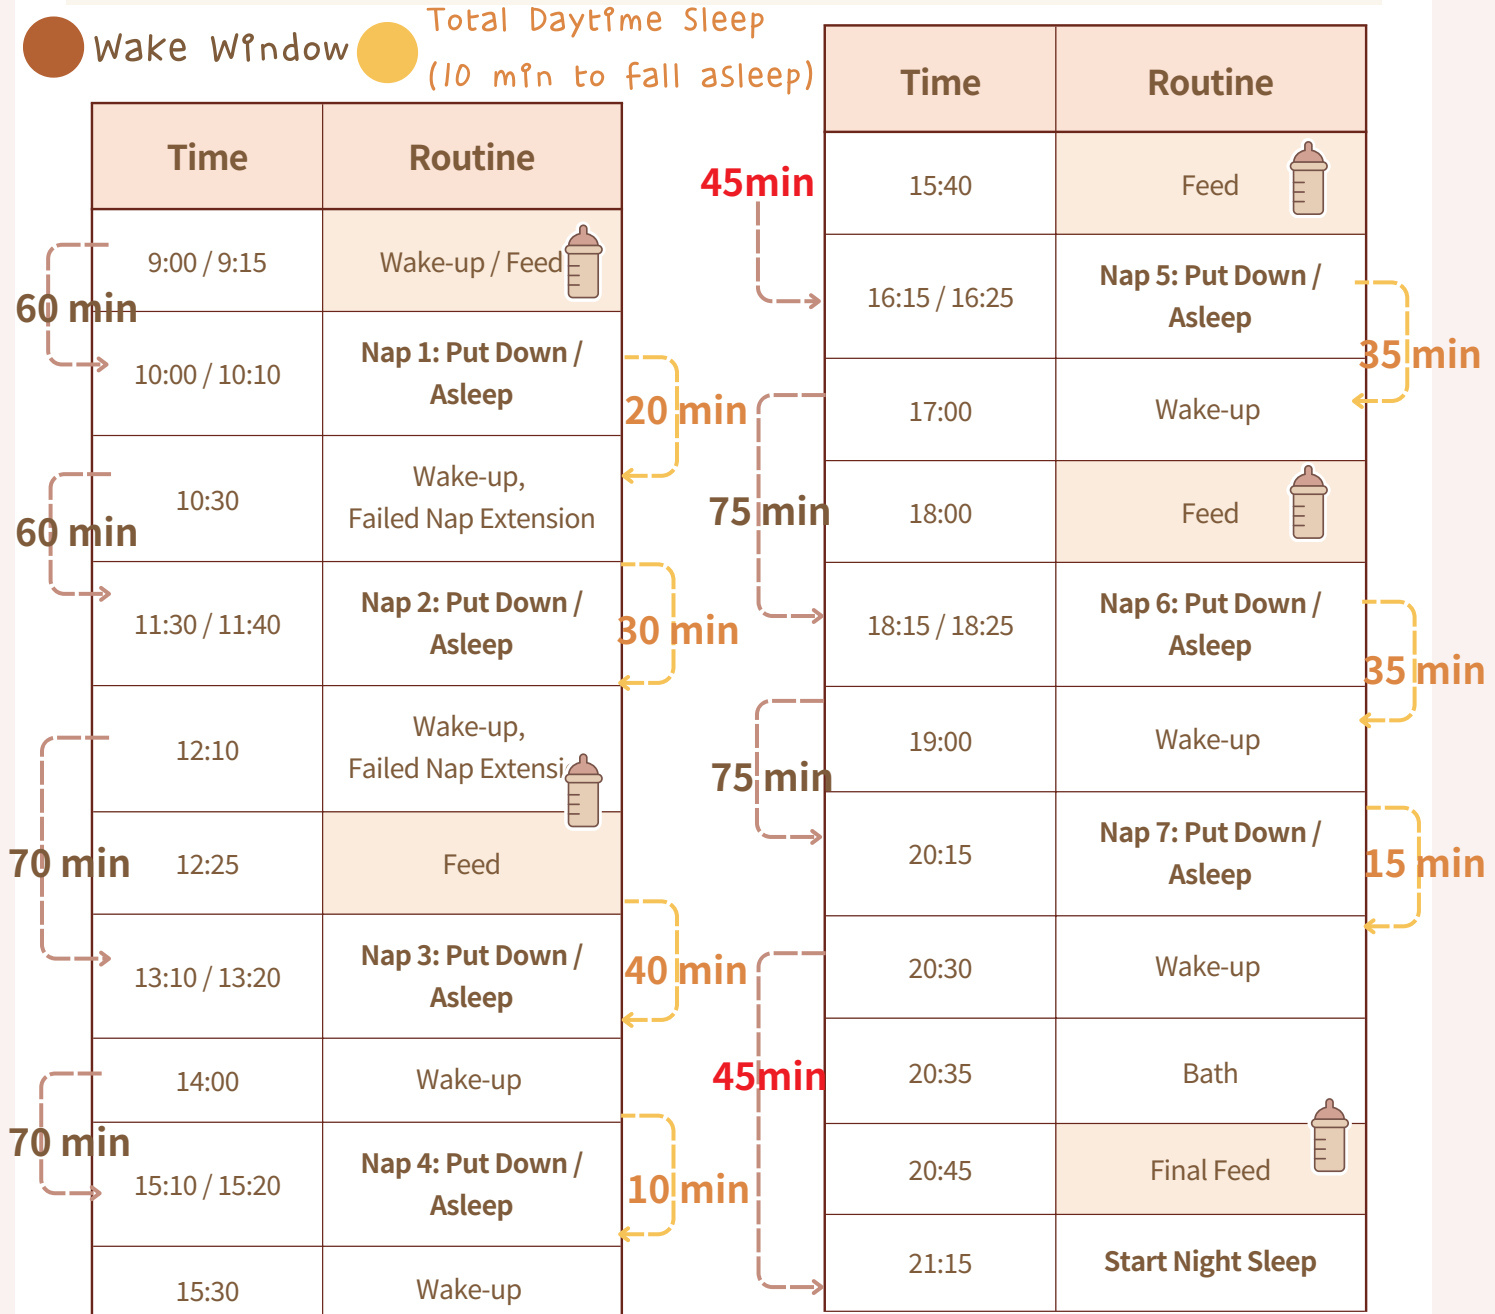 Wake Window
Total Daytime Sleep
(10 min to fall asleep)
Time Routine
9:00 / 9:15 Wake-up / Feed
60 min
10:00 / 10:10 Nap 1: Put Down /
Asleep
20 min
10:30 Wake-up,
Failed Nap Extension
60 min
11:30 / 11:40 Nap 2: Put Down /
Asleep
30 min
12:10 Wake-up,
Failed Nap Extensi
70 min
12:25 Feed
13:10 / 13:20 Nap 3: Put Down /
Asleep
40 min
14:00 Wake-up
70 min
15:10 / 15:20 Nap 4: Put Down /
Asleep
10 min
15:30 Wake-up
Time Routine
15:40 Feed
45min
16:15 / 16:25 Nap 5: Put Down /
Asleep
35 min
17:00 Wake-up
75 min
18:00 Feed
18:15 / 18:25 Nap 6: Put Down /
Asleep
35 min
19:00 Wake-up
75 min
20:15 Nap 7: Put Down /
Asleep
15 min
20:30 Wake-up
45min
20:35 Bath
20:45 Final Feed
21:15 Start Night Sleep